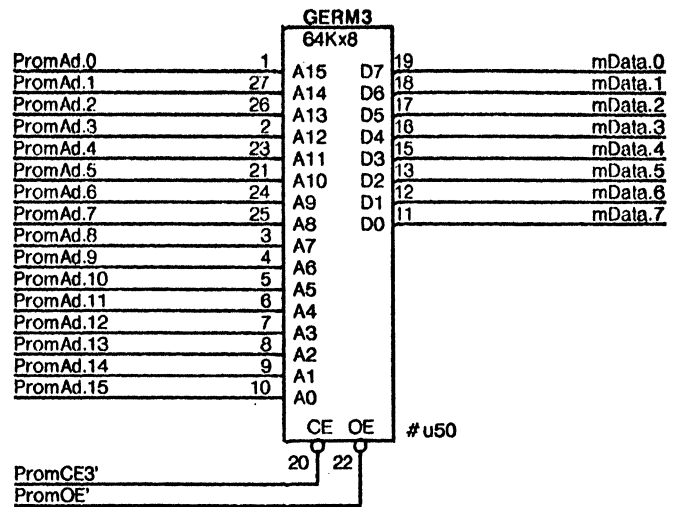 GERM3
64Kx8
PromAd.0 1 A15 D7 19 mData.0
PromAd.1 27 A14 D6 18 mData.1
PromAd.2 26 A13 D5 17 mData.2
PromAd.3 2 A12 D4 16 mData.3
PromAd.4 23 A11 D3 15 mData.4
PromAd.5 21 A10 D2 13 mData.5
PromAd.6 24 A9 D1 12 mData.6
PromAd.7 25 A8 D0 11 mData.7
PromAd.8 3 A7
PromAd.9 4 A6
PromAd.10 5 A5
PromAd.11 6 A4
PromAd.12 7 A3
PromAd.13 8 A2
PromAd.14 9 A1
PromAd.15 10 A0
CE OE #u50
20 22
PromCE3'
PromOE'